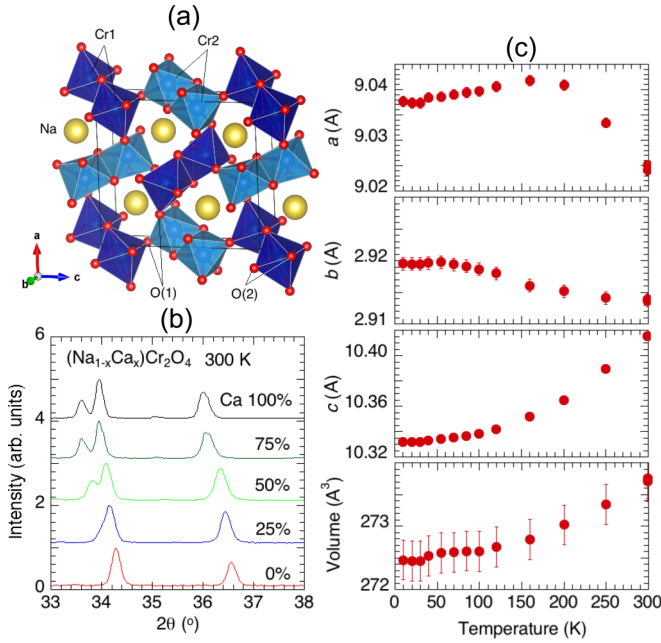 (a)
Cr1
Cr2
Na
a
b
c
O(1)
O(2)
(b)
6
4
2
0
Intensity (arb. units)
(Na1-xCax)Cr2O4 300 K
Ca 100%
75%
50%
25%
0%
33 34 35 36 37 38
2θ (o)
(c)
9.04
9.03
9.02
a (A)
2.92
2.91
b (A)
10.40
10.36
10.32
c (A)
273
272
Volume (A3)
0 50 100 150 200 250 300
Temperature (K)